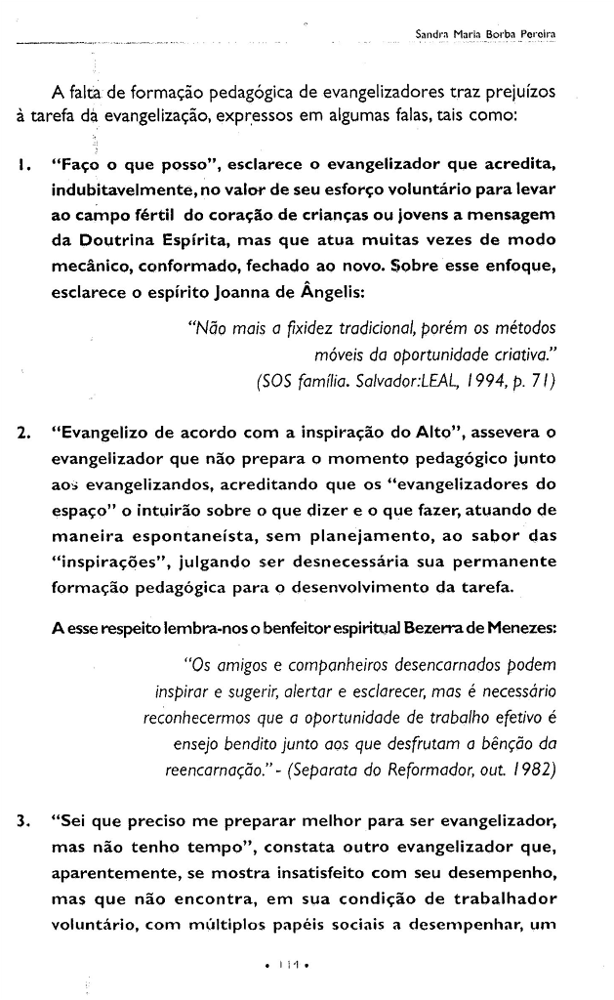 Sandra Maria Borba Pereira
A falta de formação pedagógica de evangelizadores traz prejuízos
à tarefa da evangelização, expressos em algumas falas, tais como:
1. “Faço o que posso”, esclarece o evangelizador que acredita,
indubitavelmente, no valor de seu esforço voluntário para levar
ao campo fértil do coração de crianças ou jovens a mensagem
da Doutrina Espírita, mas que atua muitas vezes de modo
mecânico, conformado, fechado ao novo. Sobre esse enfoque,
esclarece o espírito Joanna de Ângelis:
“Não mais a fixidez tradicional, porém os métodos
móveis da oportunidade criativa.”
(SOS família. Salvador:LEAL, 1994, p. 71)
2. “Evangelizo de acordo com a inspiração do Alto”, assevera o
evangelizador que não prepara o momento pedagógico junto
aos evangelizandos, acreditando que os “evangelizadores do
espaço” o intuirão sobre o que dizer e o que fazer, atuando de
maneira espontaneísta, sem planejamento, ao sabor das
“inspirações”, julgando ser desnecessária sua permanente
formação pedagógica para o desenvolvimento da tarefa.
A esse respeito lembra-nos o benfeitor espiritual Bezerra de Menezes:
“Os amigos e companheiros desencarnados podem
inspirar e sugerir, alertar e esclarecer, mas é necessário
reconhecermos que a oportunidade de trabalho efetivo é
ensejo bendito junto aos que desfrutam a bênção da
reencarnação.” - (Separata do Reformador, out. 1982)
3. “Sei que preciso me preparar melhor para ser evangelizador,
mas não tenho tempo”, constata outro evangelizador que,
aparentemente, se mostra insatisfeito com seu desempenho,
mas que não encontra, em sua condição de trabalhador
voluntário, com múltiplos papéis sociais a desempenhar, um